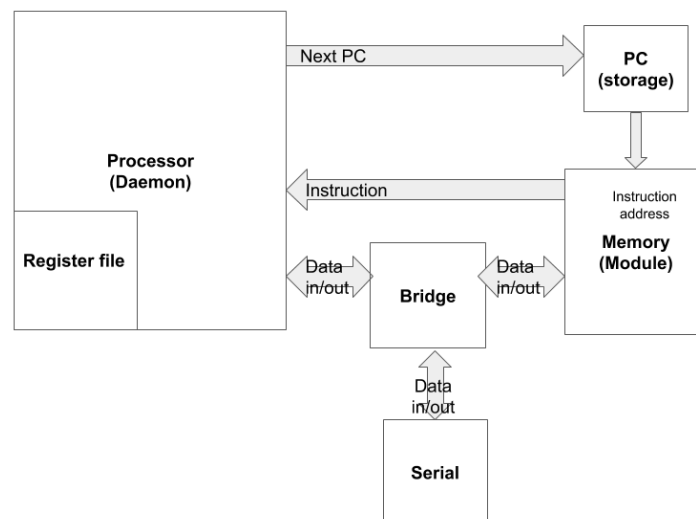 Next PC
PC
(storage)
Processor
(Daemon)
Instruction
Instruction
address
Memory
(Module)
Register file
Data
in/out
Bridge
Data
in/out
Data
in/out
Serial